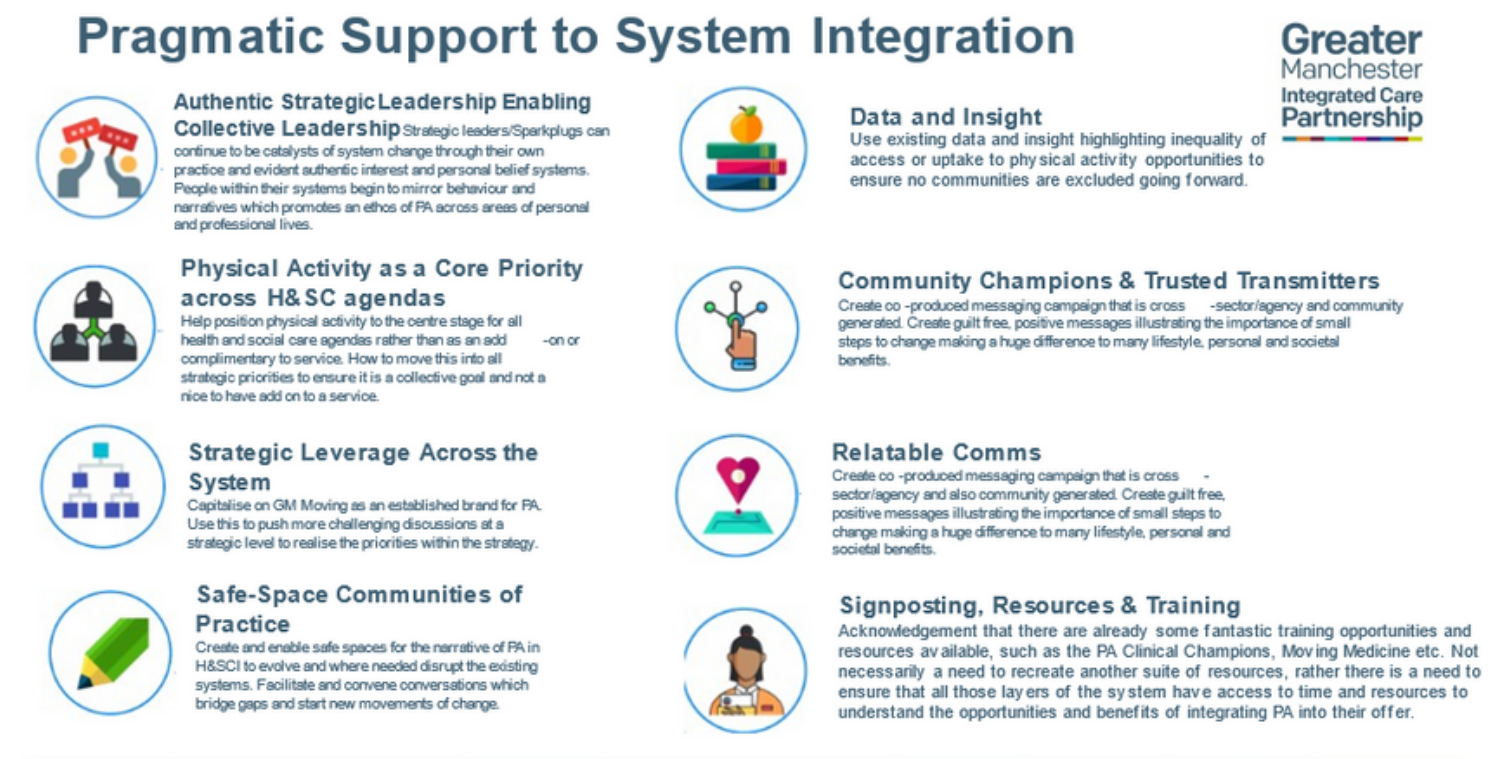 Pragmatic Support to System Integration
Greater
Manchester
Integrated Care
Partnership
Authentic Strategic Leadership Enabling
Collective Leadership Strategic leaders/Sparkplugs can
continue to be catalysts of system change through their own
practice and evident authentic interest and personal belief systems.
People within their systems begin to mirror behaviour and
narratives which promotes an ethos of PA across areas of personal
and professional lives.
Physical Activity as a Core Priority
across H&SC agendas
Help position physical activity to the centre stage for all
health and social care agendas rather than as an add -on or
complimentary to service. How to move this into all
strategic priorities to ensure it is a collective goal and not a
nice to have add on to a service.
Strategic Leverage Across the
System
Capitalise on GM Moving as an established brand for PA.
Use this to push more challenging discussions at a
strategic level to realise the priorities within the strategy.
Safe-Space Communities of
Practice
Create and enable safe spaces for the narrative of PA in
H&SCI to evolve and where needed disrupt the existing
systems. Facilitate and convene conversations which
bridge gaps and start new movements of change.
Data and Insight
Use existing data and insight highlighting inequality of
access or uptake to physical activity opportunities to
ensure no communities are excluded going forward.
Community Champions & Trusted Transmitters
Create co -produced messaging campaign that is cross -sector/agency and community
generated. Create guilt free, positive messages illustrating the importance of small
steps to change making a huge difference to many lifestyle, personal and societal
benefits.
Relatable Comms
Create co -produced messaging campaign that is cross -
sector/agency and also community generated. Create guilt free,
positive messages illustrating the importance of small steps to
change making a huge difference to many lifestyle, personal and
societal benefits.
Signposting, Resources & Training
Acknowledgement that there are already some fantastic training opportunities and
resources available, such as the PA Clinical Champions, Moving Medicine etc. Not
necessarily a need to recreate another suite of resources, rather there is a need to
ensure that all those layers of the system have access to time and resources to
understand the opportunities and benefits of integrating PA into their offer.